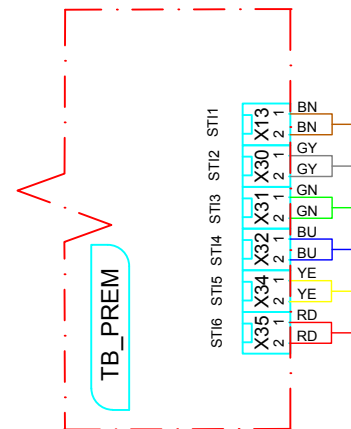 STI1 X13 1 BN
2 BN
STI2 X30 1 GY
2 GY
STI3 X31 1 GN
2 GN
STI4 X32 1 BU
2 BU
STI5 X34 1 YE
2 YE
STI6 X35 1 RD
2 RD
TB_PREM